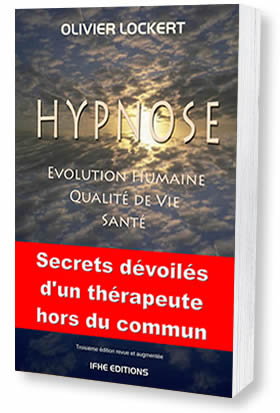 OLIVIER LOCKERT
HYPNOSE
EVOLUTION HUMAINE
QUALITÉ DE VIE
SANTÉ
Secrets dévoilés
d'un thérapeute
hors du commun
Troisième édition revue et augmentée
IFHE EDITIONS